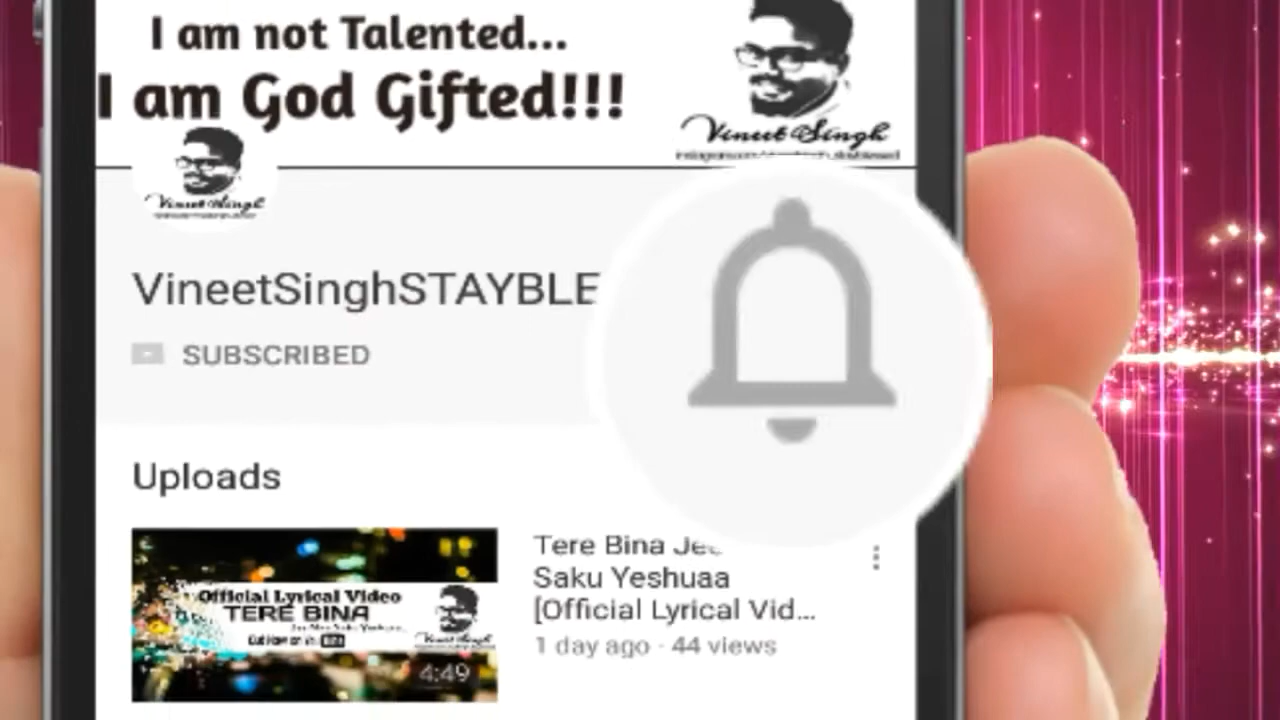 I am not Talented...
I am God Gifted!!!
Vineet Singh
Vineet Singh
VineetSinghSTAYBLE
SUBSCRIBED
Uploads
Official Lyrical Video
TERE BINA
4:49
Vineet Singh
Tere Bina Jee
Saku Yeshuaa
[Official Lyrical Vid...
1 day ago · 44 views